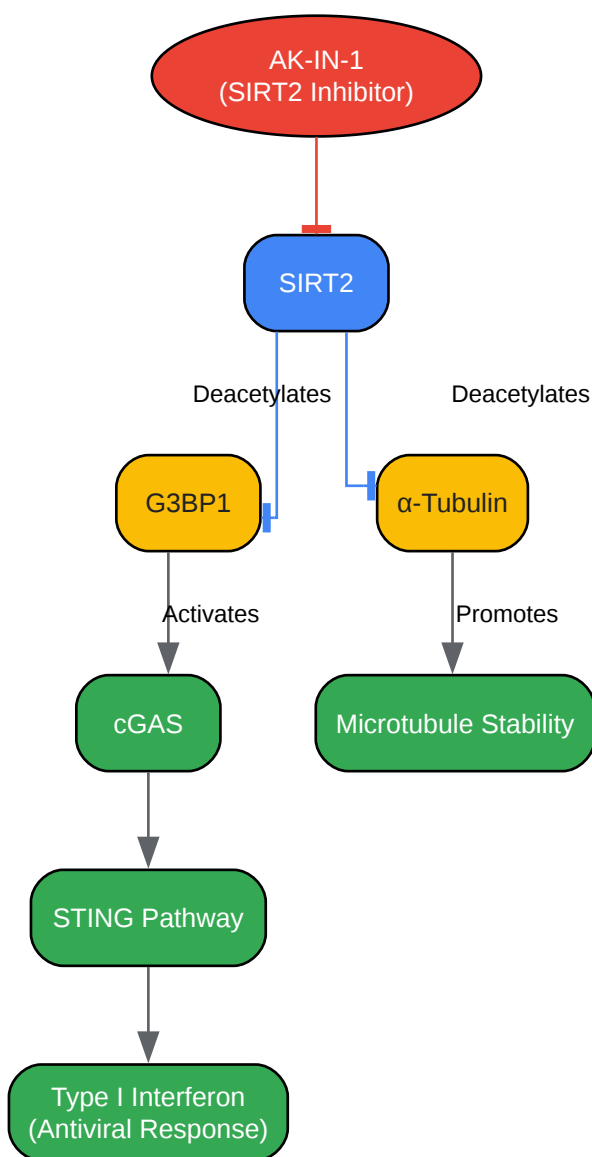 AK-IN-1
(SIRT2 Inhibitor)
SIRT2
Deacetylates
Deacetylates
G3BP1
α-Tubulin
Activates
Promotes
cGAS
Microtubule Stability
STING Pathway
Type I Interferon
(Antiviral Response)